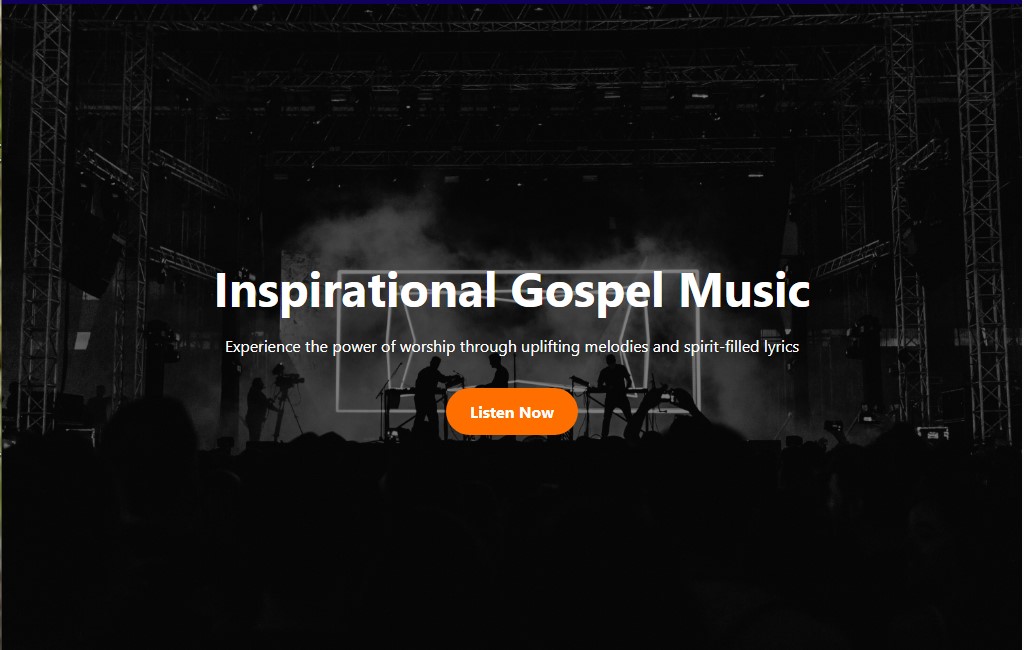 Inspirational Gospel Music
Experience the power of worship through uplifting melodies and spirit-filled lyrics
Listen Now